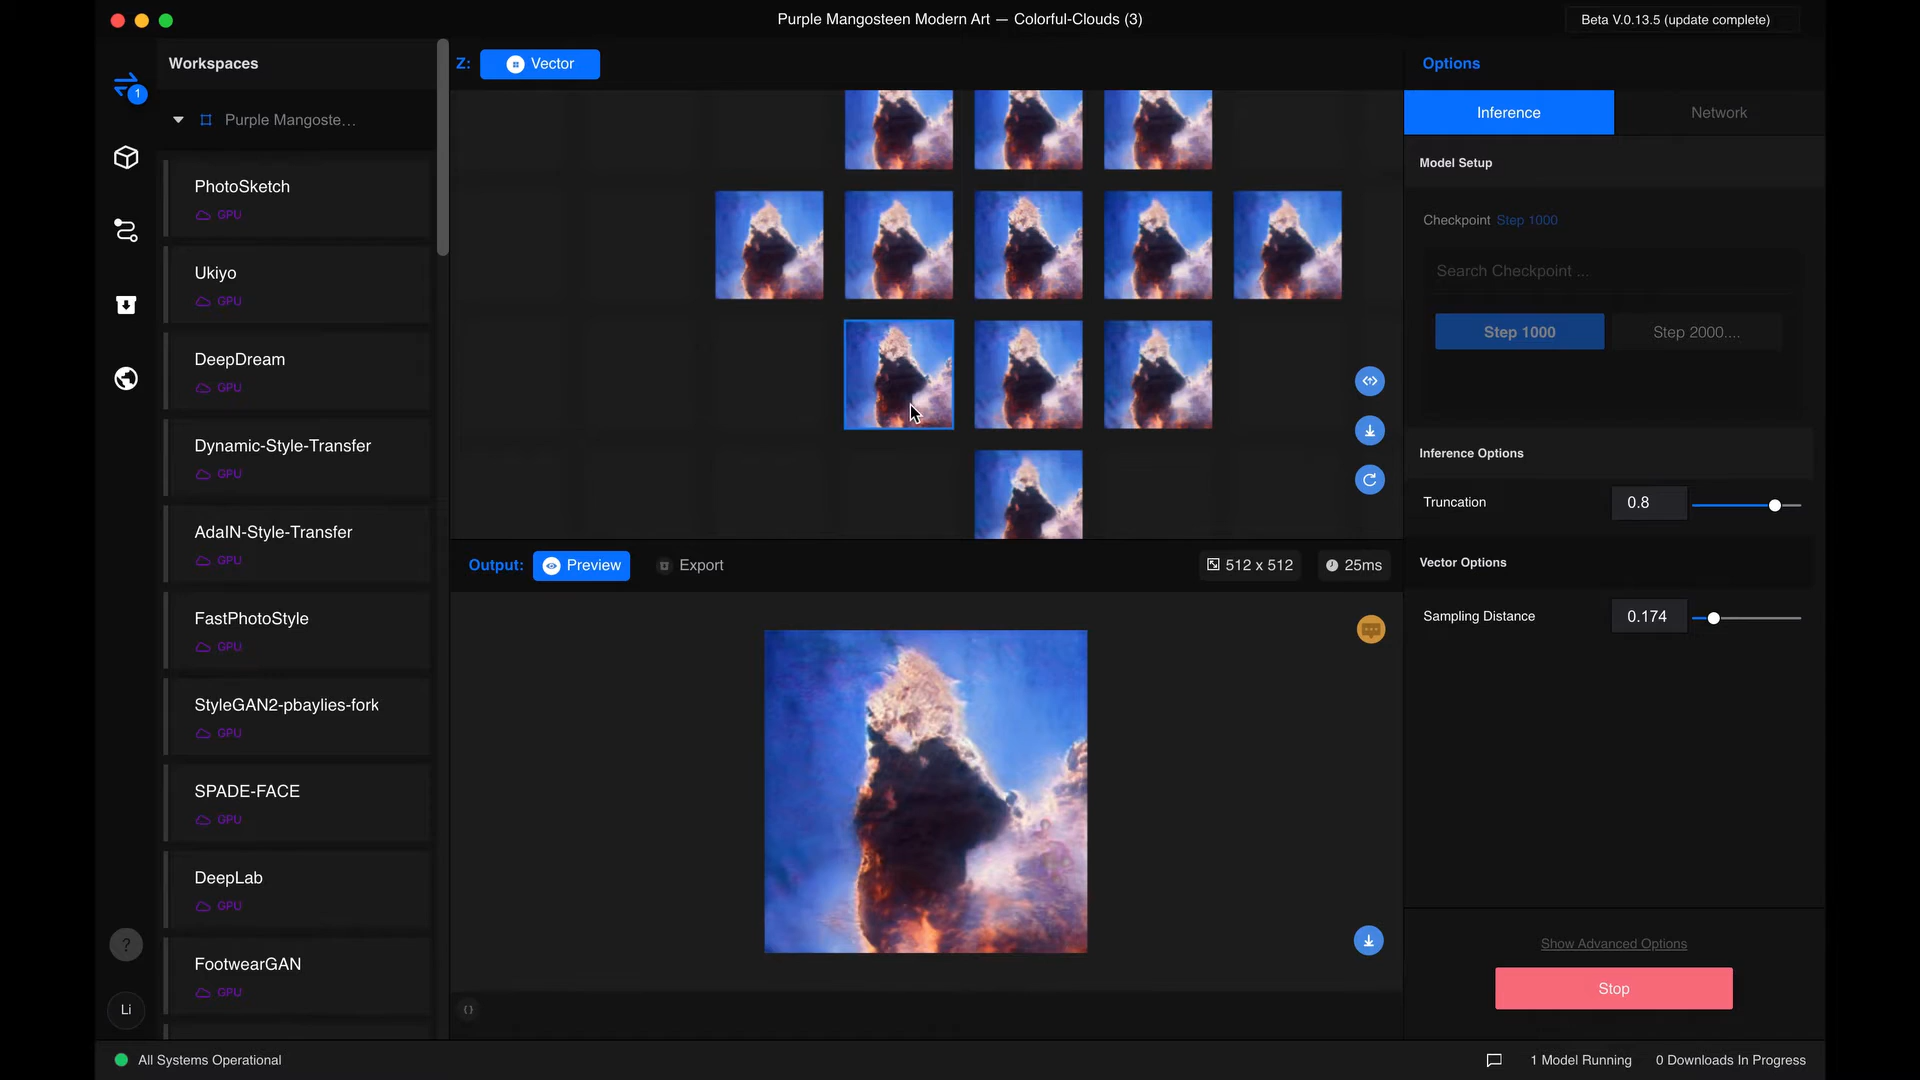 Purple Mangosteen Modern Art — Colorful-Clouds (3)
Beta V.0.13.5 (update complete)
1
Workspaces
Purple Mangoste...
PhotoSketch
GPU
Ukiyo
GPU
DeepDream
GPU
Dynamic-Style-Transfer
GPU
AdaIN-Style-Transfer
GPU
FastPhotoStyle
GPU
StyleGAN2-pbaylies-fork
GPU
SPADE-FACE
GPU
DeepLab
GPU
FootwearGAN
GPU
?
Li
Z:
Vector
Output:
Preview
Export
512 x 512
25ms
{}
Options
Inference
Network
Model Setup
Checkpoint Step 1000
Search Checkpoint ...
Step 1000
Step 2000....
Inference Options
Truncation
0.8
Vector Options
Sampling Distance
0.174
Show Advanced Options
Stop
All Systems Operational
1 Model Running
0 Downloads In Progress